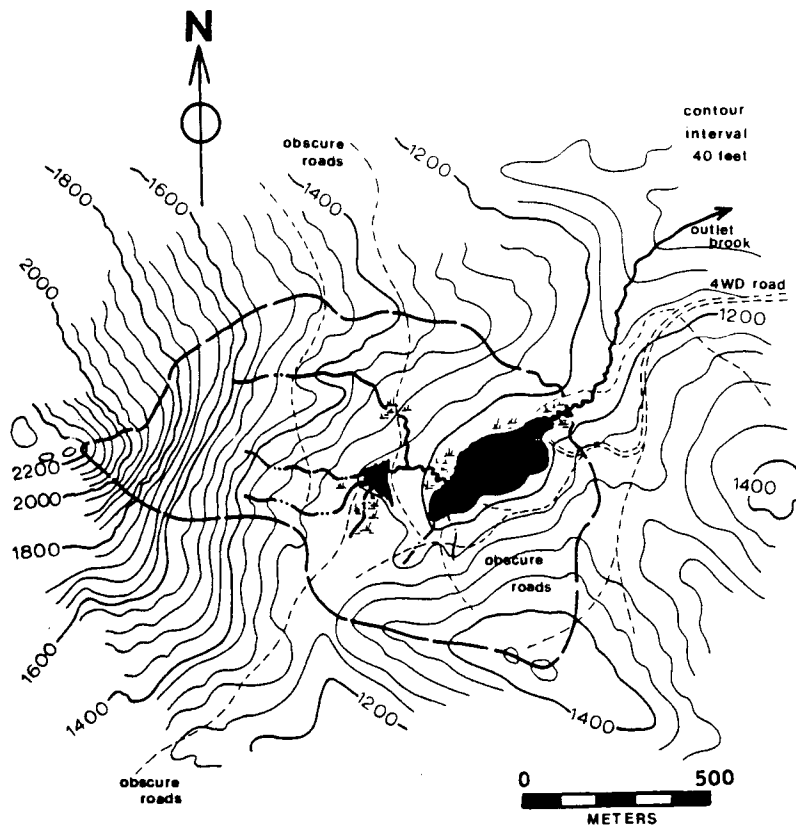 N
contour
interval
40 feet
obscure
roads
1200
1800
1600
1400
2000
outlet
brook
4WD road
1200
2200
2000
1400
1800
obscure
roads
1600
1400
1200
1400
obscure
roads
0 500
METERS